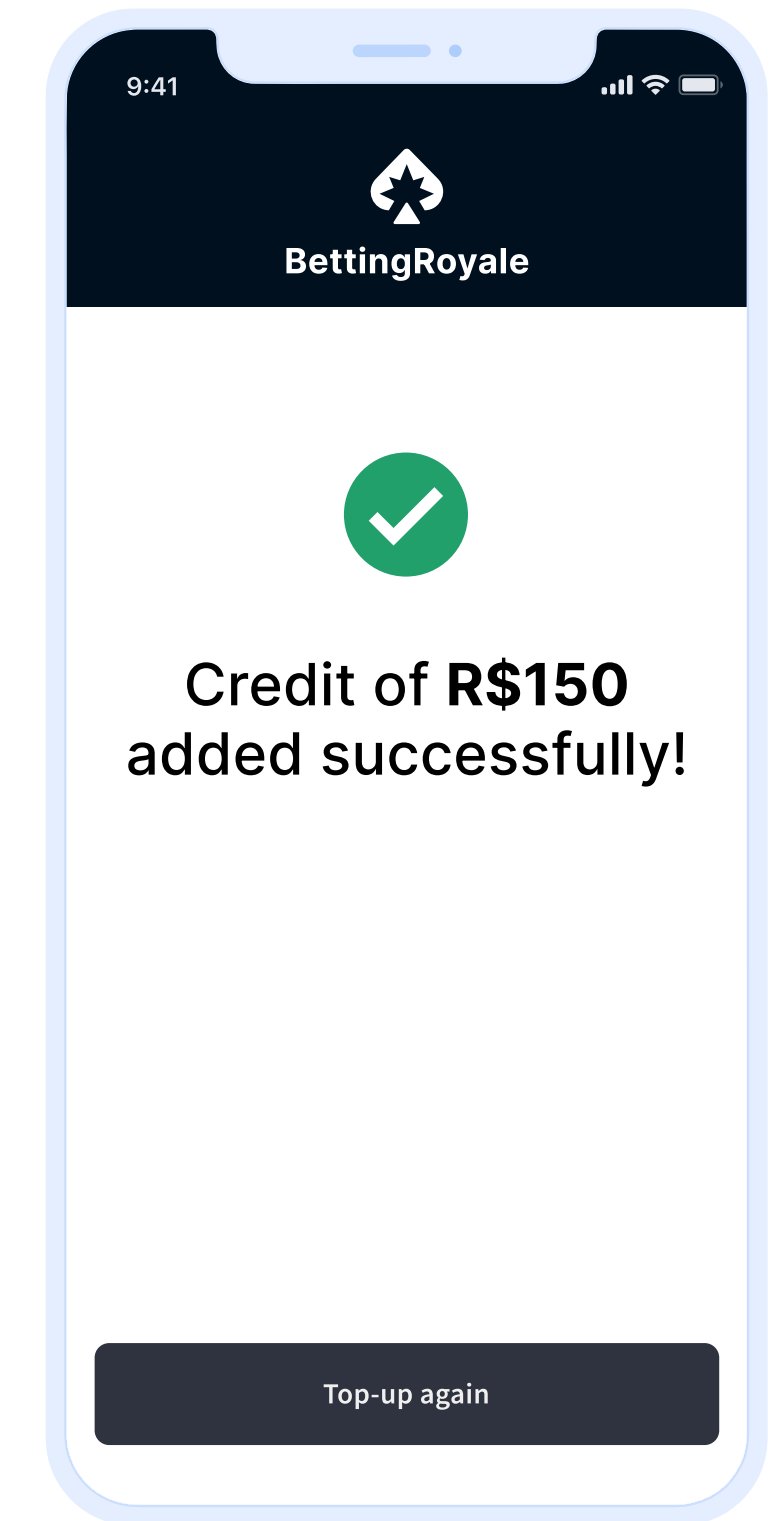 9:41
BettingRoyale
Credit of R$150
added successfully!
Top-up again